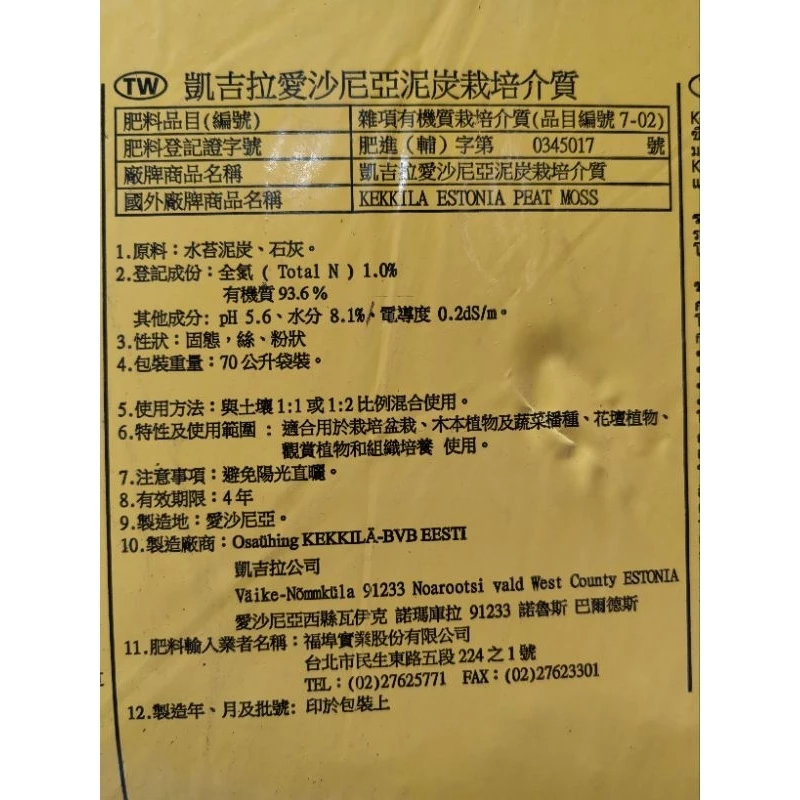 TW 凱吉拉愛沙尼亞泥炭栽培介質
肥料品目(編號) 雜項有機質栽培介質(品目編號7-02)
肥料登記證字號 肥進(輔)字第 0345017 號
廠牌商品名稱 凱吉拉愛沙尼亞泥炭栽培介質
國外廠牌商品名稱 KEKKILA ESTONIA PEAT MOSS
1.原料：水苔泥炭、石灰。
2.登記成份：全氮 ( Total N ) 1.0%
有機質 93.6%
其他成分: pH 5.6、水分 8.1%、電導度 0.2dS/m。
3.性狀：固態，絲、粉狀
4.包裝重量：70公升袋裝。
5.使用方法：與土壤1:1或1:2比例混合使用。
6.特性及使用範圍 ： 適合用於栽培盆栽、木本植物及蔬菜播種、花壇植物、
觀賞植物和組織培養 使用。
7.注意事項：避免陽光直曬。
8.有效期限：4年
9.製造地：愛沙尼亞。
10.製造廠商：Osaühing KEKKILÄ-BVB EESTI
凱吉拉公司
Väike-Nõmmküla 91233 Noarootsi vald West County ESTONIA
愛沙尼亞西縣瓦伊克 諾瑪庫拉 91233 諾魯斯 巴爾德斯
11.肥料輸入業者名稱：福埠實業股份有限公司
台北市民生東路五段224之1號
TEL：(02)27625771 FAX：(02)27623301
12.製造年、月及批號: 印於包裝上